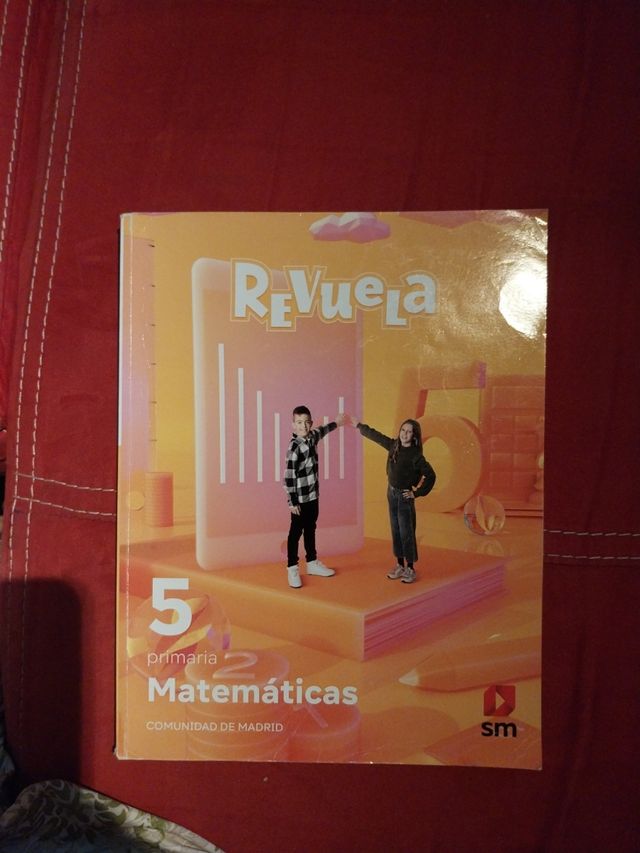 REVueLa
5
primaria
Matemáticas
COMUNIDAD DE MADRID
sm